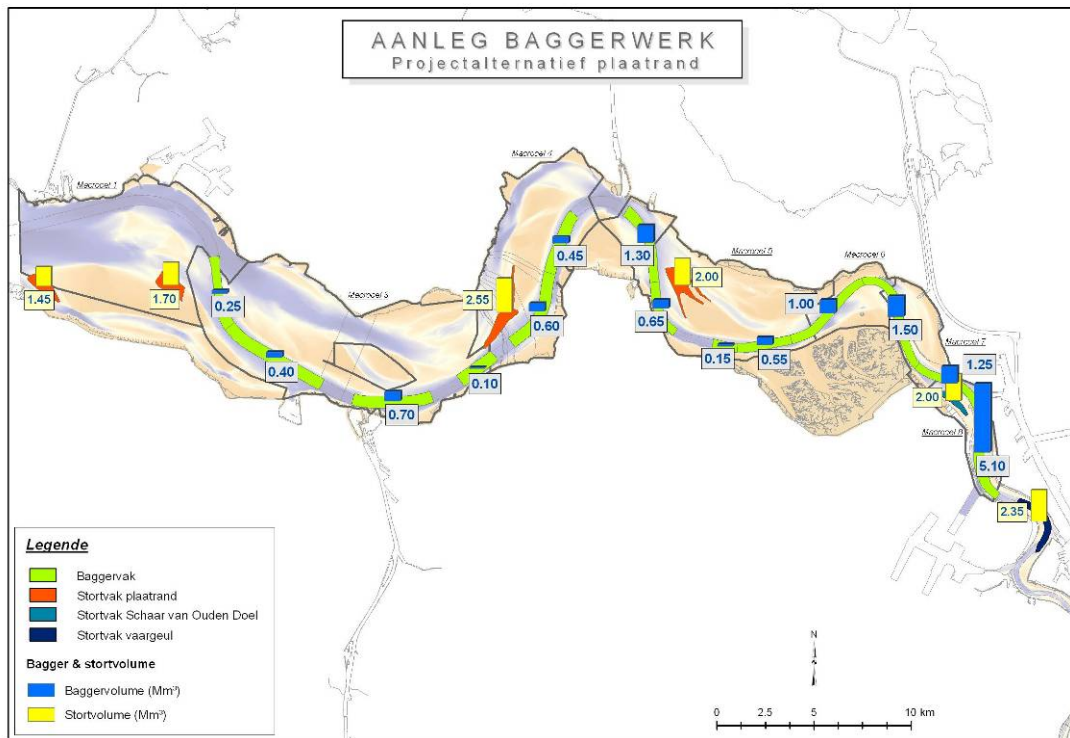 AANLEG BAGGERWERK
Projectalternatief plaatrand
Macrocel 1
Macrocel 3
Macrocel 4
Macrocel 5
Macrocel 6
Macrocel 7
Macrocel 8
1.45
1.70
0.25
0.40
0.70
0.10
2.55
0.60
0.45
1.30
0.65
2.00
0.15
0.55
1.00
1.50
1.25
2.00
5.10
2.35
Legende
Baggervak
Stortvak plaatrand
Stortvak Schaar van Ouden Doel
Stortvak vaargeul
Bagger & stortvolume
Baggervolume (Mm³)
Stortvolume (Mm³)
N
0 2.5 5 10 km